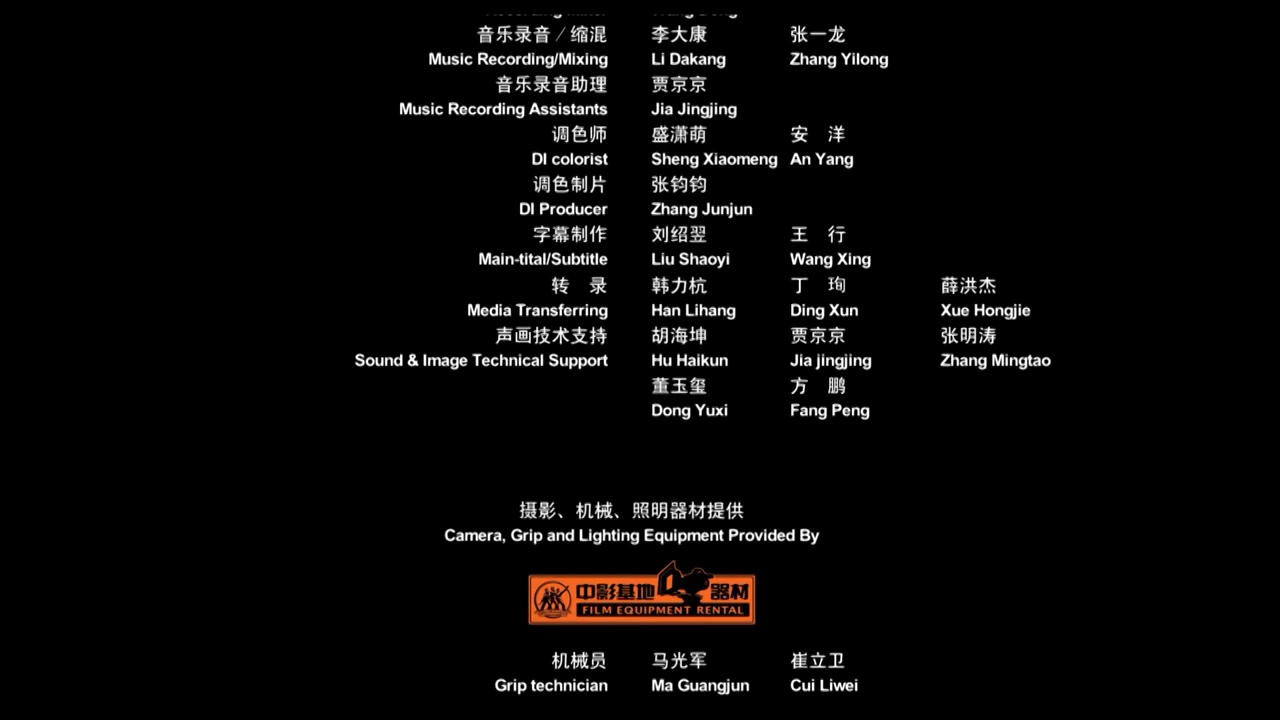 音乐录音／缩混 李大康 张一龙
Music Recording/Mixing Li Dakang Zhang Yilong
音乐录音助理 贾京京
Music Recording Assistants Jia Jingjing
调色师 盛潇萌 安 洋
DI colorist Sheng Xiaomeng An Yang
调色制片 张钧钧
DI Producer Zhang Junjun
字幕制作 刘绍翌 王 行
Main-tital/Subtitle Liu Shaoyi Wang Xing
转 录 韩力杭 丁 珣 薛洪杰
Media Transferring Han Lihang Ding Xun Xue Hongjie
声画技术支持 胡海坤 贾京京 张明涛
Sound & Image Technical Support Hu Haikun Jia jingjing Zhang Mingtao
董玉玺 方 鹏
Dong Yuxi Fang Peng
摄影、机械、照明器材提供
Camera, Grip and Lighting Equipment Provided By
中影基地 器材
FILM EQUIPMENT RENTAL
机械员 马光军 崔立卫
Grip technician Ma Guangjun Cui Liwei